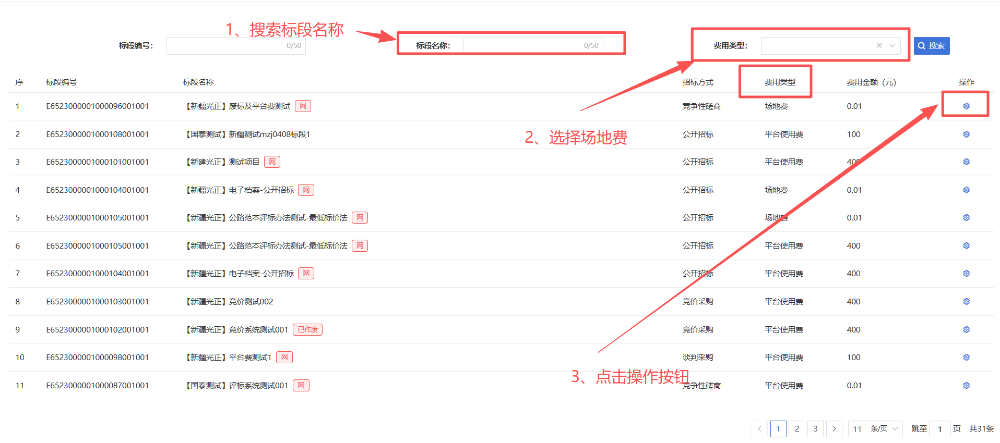 1、搜索标段名称
标段编号： 0/50 标段名称： 0/50 费用类型： 搜索
序 标段编号 标段名称 招标方式 费用类型 费用金额（元） 操作
1 E6523000001000096001001 【新疆光正】废标及平台费测试 网 竞争性磋商 场地费 0.01
2、选择场地费
2 E6523000001000108001001 【国泰测试】新疆测试mzj0408标段1 公开招标 平台使用费 100
3 E6523000001000101001001 【新建光正】测试项目 网 公开招标 平台使用费 400
4 E6523000001000104001001 【新疆光正】电子档案-公开招标 网 公开招标 场地费 0.01
5 E6523000001000105001001 【新疆光正】公路范本评标办法测试-最低标价法 网 公开招标 场地费 0.01
6 E6523000001000105001001 【新疆光正】公路范本评标办法测试-最低标价法 网 公开招标 平台使用费 400
7 E6523000001000104001001 【新疆光正】电子档案-公开招标 网 公开招标 平台使用费 400
8 E6523000001000103001001 【新疆光正】竞价测试002 竞价采购 平台使用费 400
9 E6523000001000102001001 【新疆光正】竞价系统测试001 已作废 竞价采购 平台使用费 400
10 E6523000001000098001001 【新疆光正】平台费测试1 网 谈判采购 平台使用费 100
3、点击操作按钮
11 E6523000001000087001001 【国泰测试】评标系统测试001 网 竞争性磋商 平台使用费 0.01
1 2 3 11 条/页 跳至 1 页 共31条